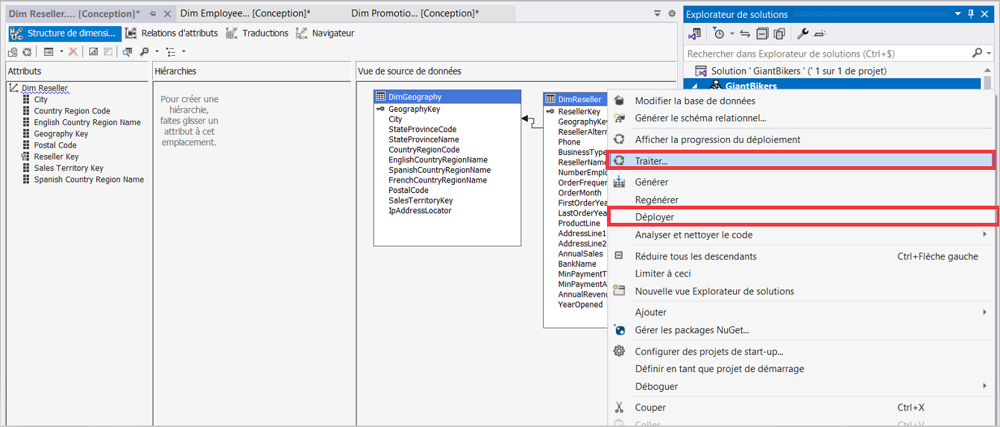 Dim Reseller.... [Conception]*
Dim Employee... [Conception]*
Dim Promotio... [Conception]*
Structure de dimensi...
Relations d'attributs
Traductions
Navigateur
Attributs
Dim Reseller
City
Country Region Code
English Country Region Name
Geography Key
Postal Code
Reseller Key
Sales Territory Key
Spanish Country Region Name
Hiérarchies
Pour créer une
hiérarchie,
faites glisser un
attribut à cet
emplacement.
Vue de source de données
DimGeography
GeographyKey
City
StateProvinceCode
StateProvinceName
CountryRegionCode
EnglishCountryRegionName
SpanishCountryRegionName
FrenchCountryRegionName
PostalCode
SalesTerritoryKey
IpAddressLocator
DimReseller
ResellerKey
GeographyKey
ResellerAltern
Phone
BusinessType
ResellerName
NumberEmplo
OrderFrequen
OrderMonth
FirstOrderYea
LastOrderYea
ProductLine
AddressLine1
AddressLine2
AnnualSales
BankName
MinPaymentT
MinPaymentA
AnnualRevenu
YearOpened
Explorateur de solutions
Rechercher dans Explorateur de solutions (Ctrl+$)
Solution ' GiantBikers ' (' 1 sur 1 de projet)
GiantBikers
Modifier la base de données
Générer le schéma relationnel...
Afficher la progression du déploiement
Traiter...
Générer
Regénérer
Déployer
Analyser et nettoyer le code
Réduire tous les descendants Ctrl+Flèche gauche
Limiter à ceci
Nouvelle vue Explorateur de solutions
Ajouter
Gérer les packages NuGet...
Configurer des projets de start-up...
Définir en tant que projet de démarrage
Déboguer
Couper Ctrl+X
Coller Ctrl+V